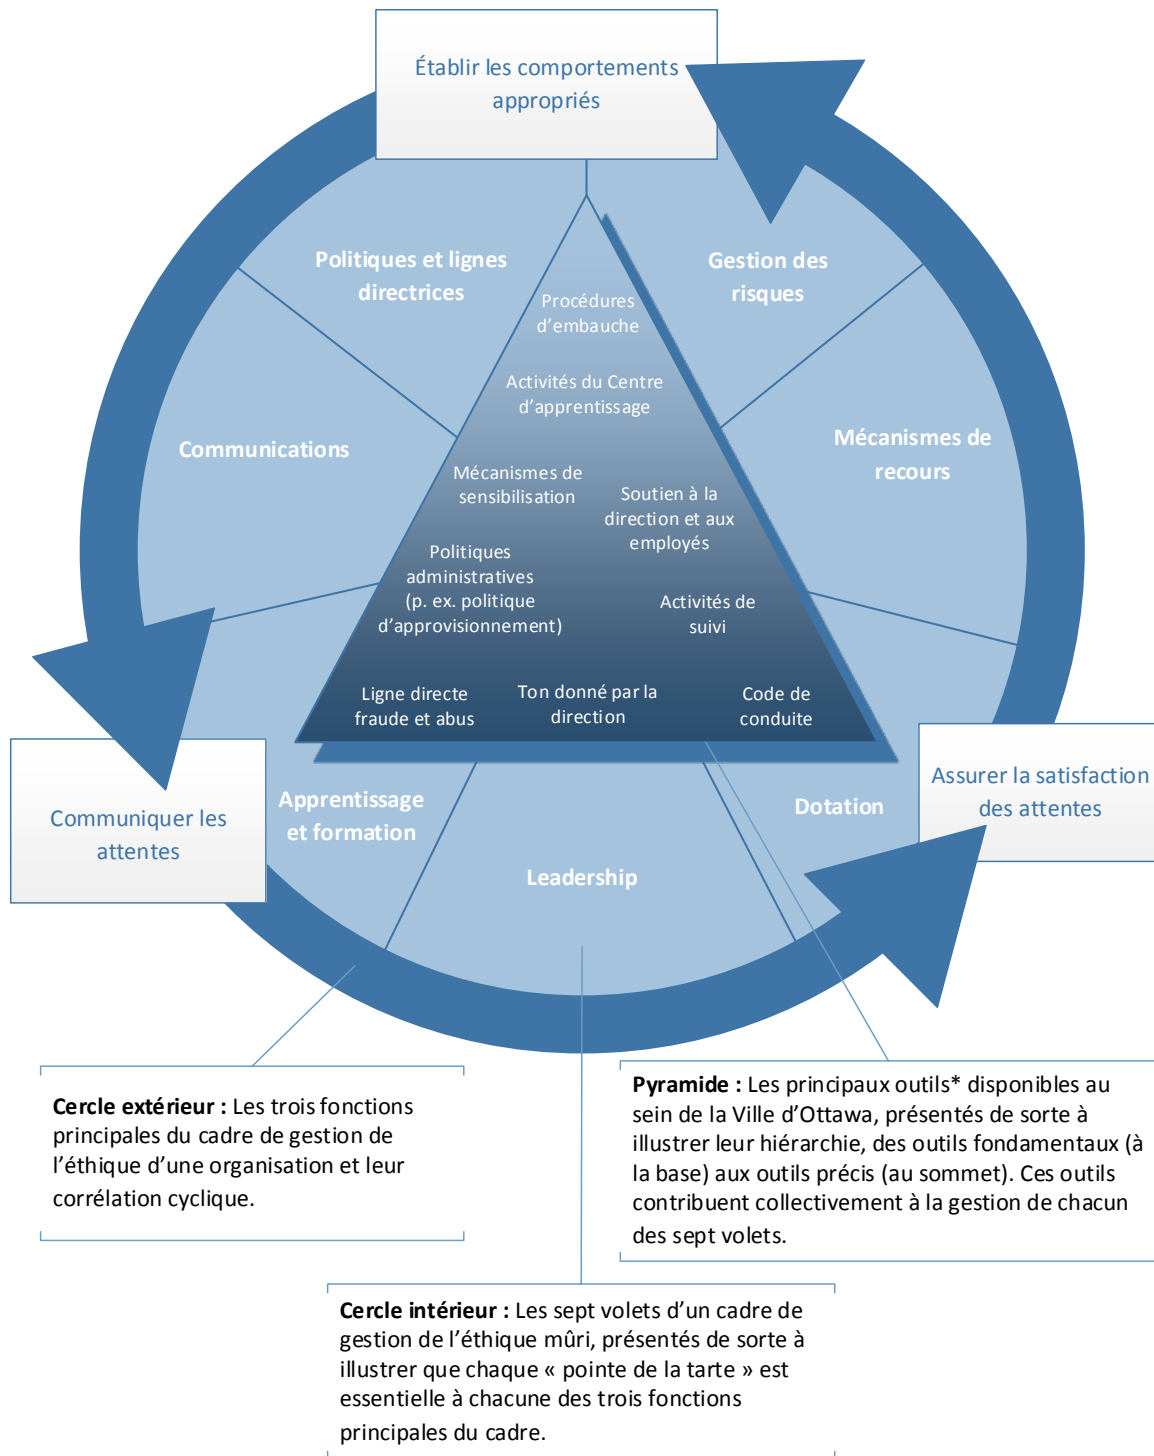 Établir les comportements
appropriés
Politiques et lignes
directrices
Gestion des
risques
Procédures
d’embauche
Activités du Centre
d’apprentissage
Communications
Mécanismes de
recours
Mécanismes de
sensibilisation
Soutien à la
direction et aux
employés
Politiques
administratives
(p. ex. politique
d’approvisionnement)
Activités de
suivi
Ligne directe
fraude et abus
Ton donné par la
direction
Code de
conduite
Communiquer les
attentes
Apprentissage
et formation
Leadership
Dotation
Assurer la satisfaction
des attentes
Cercle extérieur : Les trois fonctions
principales du cadre de gestion de
l’éthique d’une organisation et leur
corrélation cyclique.
Pyramide : Les principaux outils* disponibles au
sein de la Ville d’Ottawa, présentés de sorte à
illustrer leur hiérarchie, des outils fondamentaux (à
la base) aux outils précis (au sommet). Ces outils
contribuent collectivement à la gestion de chacun
des sept volets.
Cercle intérieur : Les sept volets d’un cadre de
gestion de l’éthique mûri, présentés de sorte à
illustrer que chaque « pointe de la tarte » est
essentielle à chacune des trois fonctions
principales du cadre.